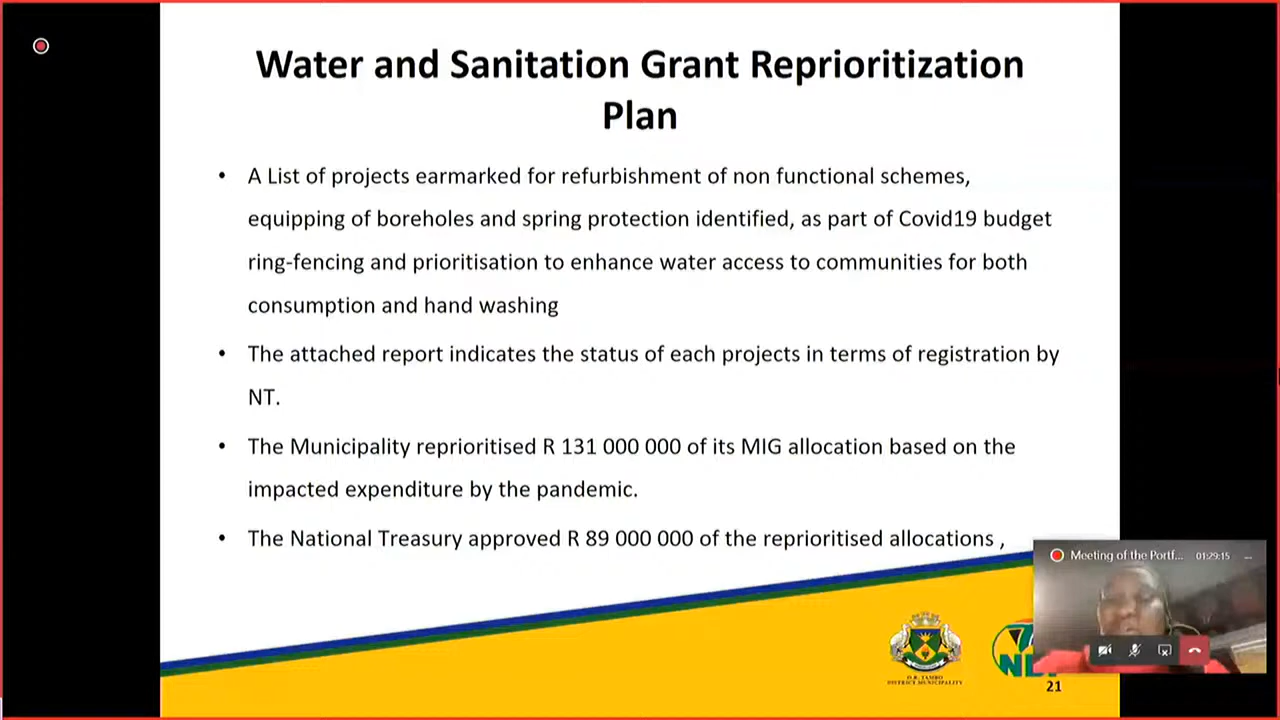 Water and Sanitation Grant Reprioritization
Plan
• A List of projects earmarked for refurbishment of non functional schemes,
equipping of boreholes and spring protection identified, as part of Covid19 budget
ring-fencing and prioritisation to enhance water access to communities for both
consumption and hand washing
• The attached report indicates the status of each projects in terms of registration by
NT.
• The Municipality reprioritised R 131 000 000 of its MIG allocation based on the
impacted expenditure by the pandemic.
• The National Treasury approved R 89 000 000 of the reprioritised allocations ,
Meeting of the Portf... 01:29:15 ...
O.R. TAMBO
DISTRICT MUNICIPALITY
21